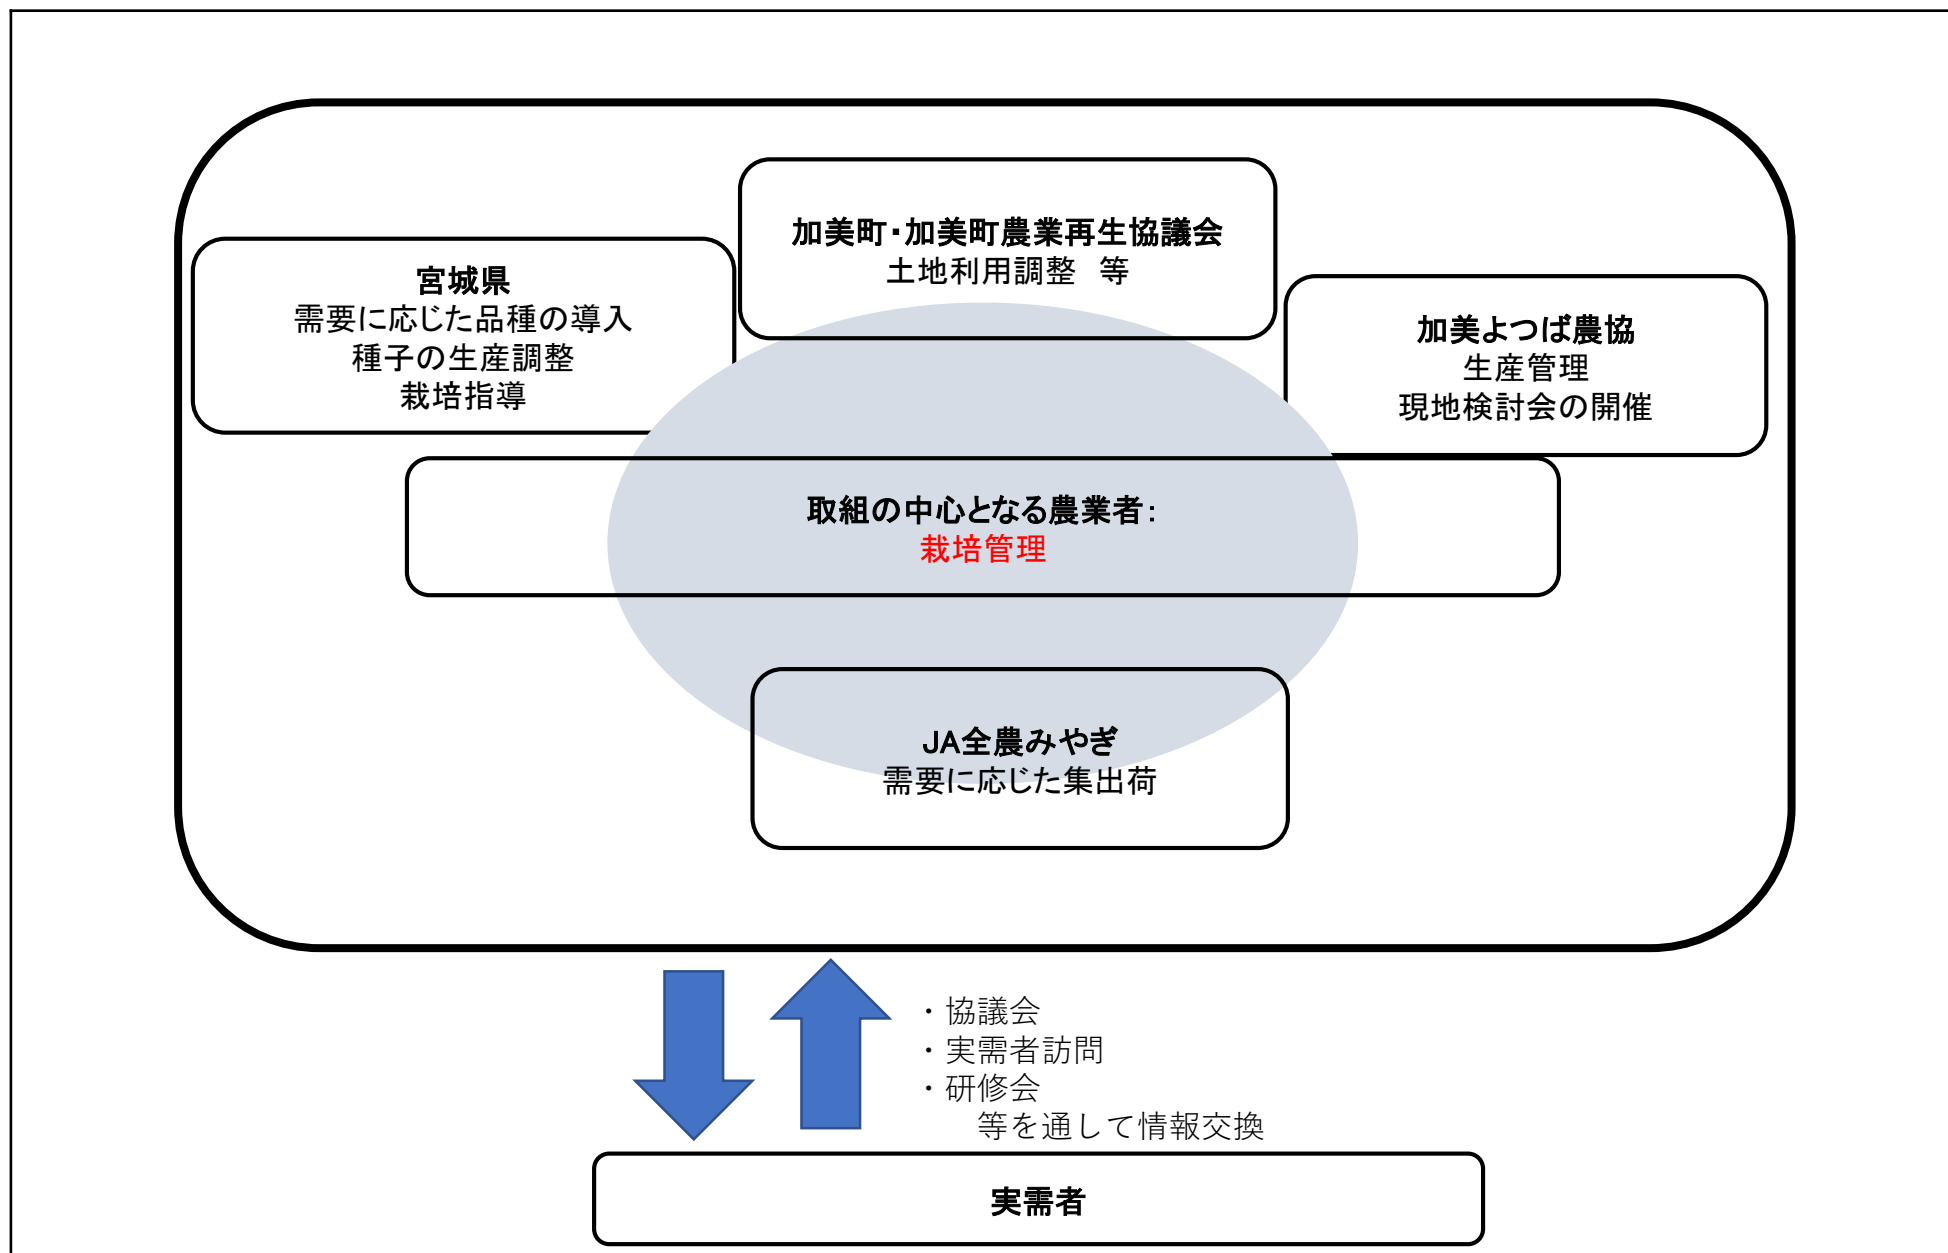 加美町・加美町農業再生協議会
土地利用調整　等
宮城県
需要に応じた品種の導入
種子の生産調整
栽培指導
加美よつば農協
生産管理
現地検討会の開催
取組の中心となる農業者：
栽培管理
JA全農みやぎ
需要に応じた集出荷
・協議会
・実需者訪問
・研修会
等を通して情報交換
実需者